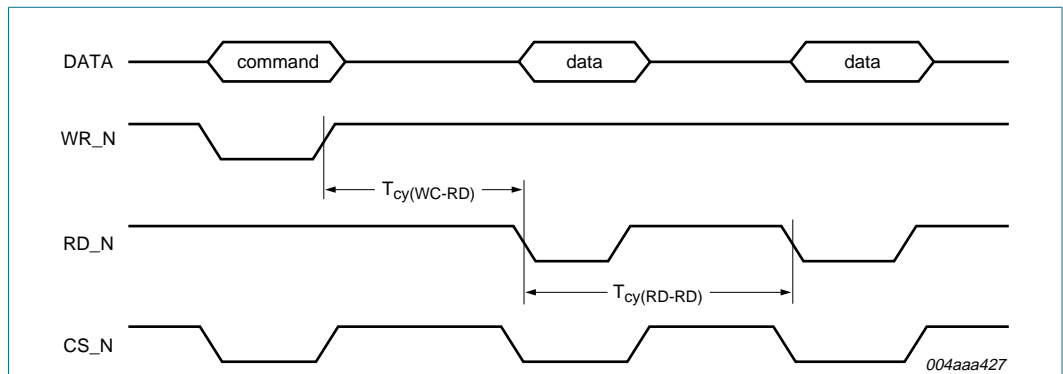 DATA command data data
WR_N
T_cy(WC-RD)
RD_N
T_cy(RD-RD)
CS_N
004aaa427